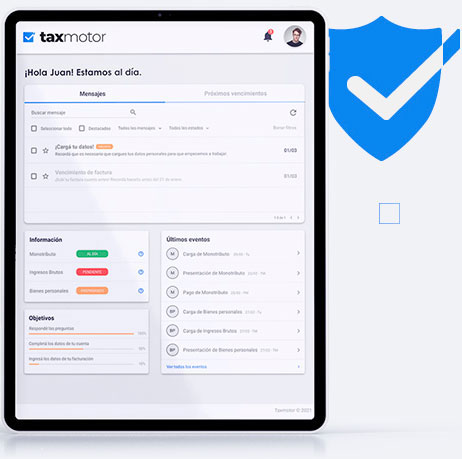 taxmotor
¡Hola Juan! Estamos al día.
Mensajes
Próximos vencimientos
Buscar mensaje
Seleccionar todo
Destacados
Todos los mensajes
Todos los estados
Borrar filtros
¡Cargá tu datos!
01/03
Recordá que es necesario que cargues tus datos personales para que empecemos a trabajar
Vencimiento de factura
01/03
Información
Monotributo
AL DÍA
Ingresos Brutos
PENDIENTE
Bienes personales
Objetivos
Respondé las preguntas
100%
Completá los datos de tu cuenta
Ingresá los datos de tu facturación
Últimos eventos
M
Carga de Monotributo
M
Presentación de Monotributo
M
Pago de Monotributo
BP
Carga de Bienes personales
BP
Carga de Ingresos Brutos
BP
Presentación de Bienes personales
Ver todos los eventos
Taxmotor © 2021